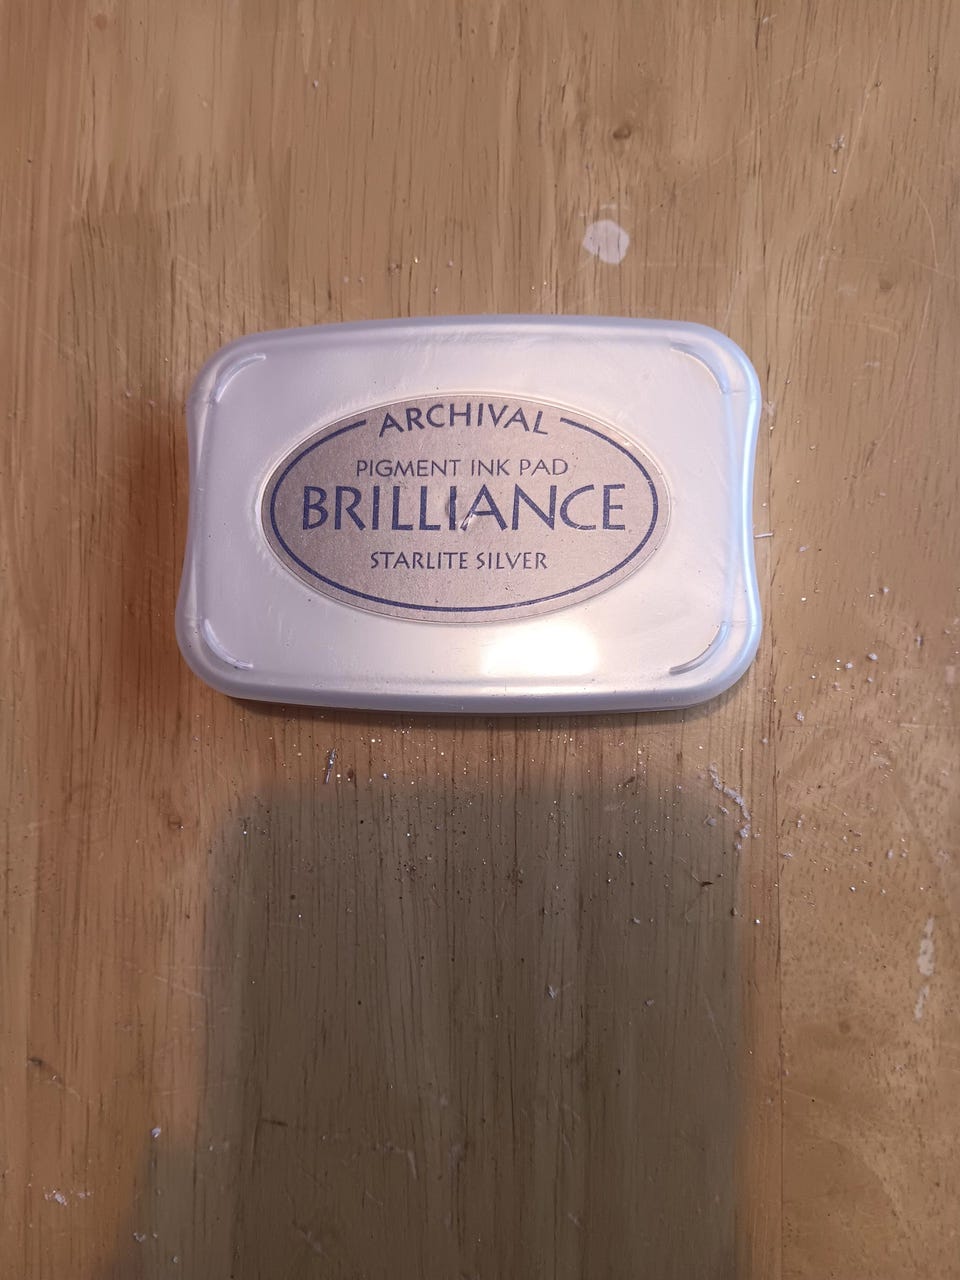 ARCHIVAL
PIGMENT INK PAD
BRILLIANCE
STARLITE SILVER